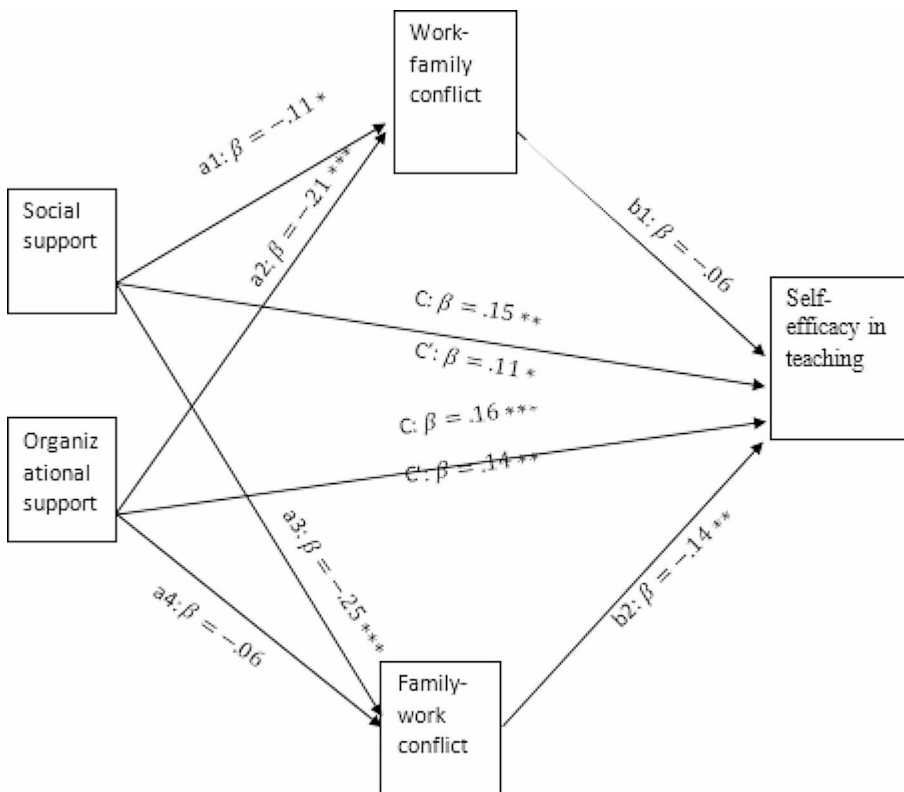 Work-
family
conflict
a1: β = −.11 *
a2: β = −.21 ***
Social
support
b1: β = −.06
C: β = .15 **
C': β = .11 *
Self-
efficacy in
teaching
C: β = .16 ***
C': β = .14 **
Organiz
ational
support
a3: β = −.25 ***
a4: β = −.06
b2: β = −.14 **
Family-
work
conflict